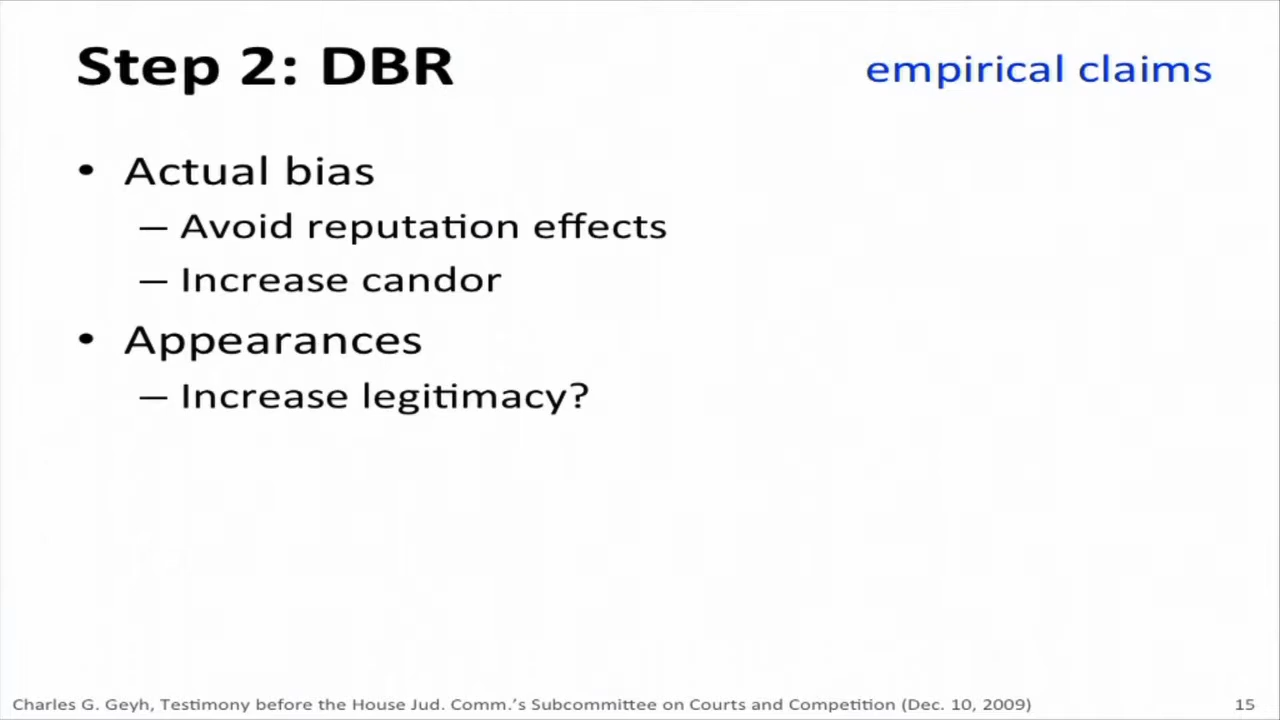 Step 2: DBR
empirical claims
• Actual bias
– Avoid reputation effects
– Increase candor
• Appearances
– Increase legitimacy?
Charles G. Geyh, Testimony before the House Jud. Comm.'s Subcommittee on Courts and Competition (Dec. 10, 2009)
15